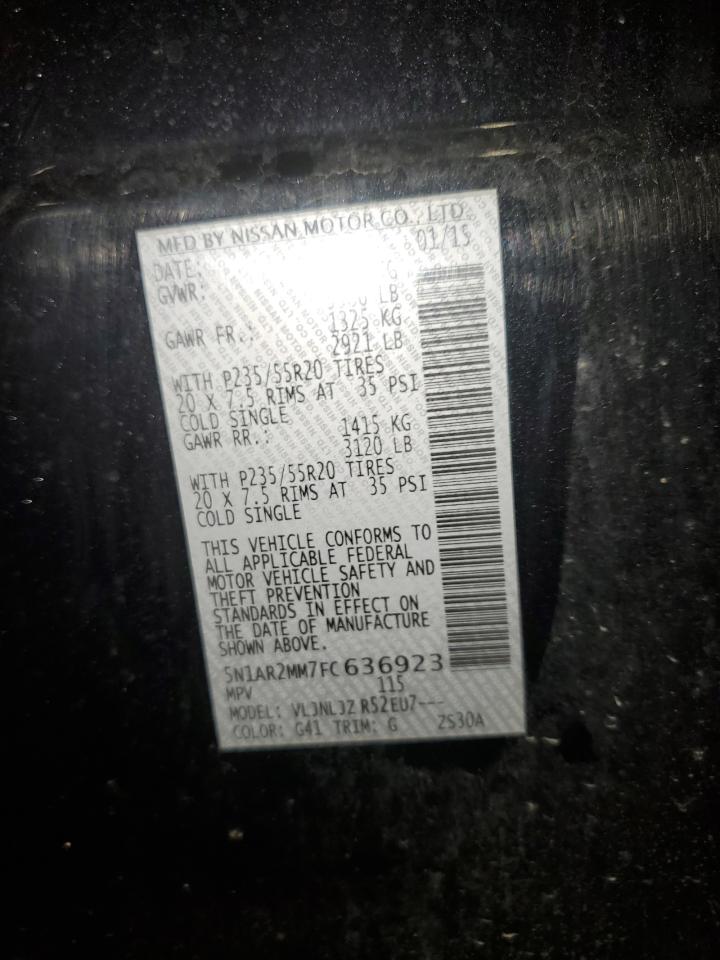 MFD BY NISSAN MOTOR CO., LTD.
DATE: 01/15
GVWR: KG
LB
1325 KG
GAWR FR.: 2921 LB
WITH P235/55R20 TIRES
20 X 7.5 RIMS AT 35 PSI
COLD SINGLE
1415 KG
GAWR RR.: 3120 LB
WITH P235/55R20 TIRES
20 X 7.5 RIMS AT 35 PSI
COLD SINGLE
THIS VEHICLE CONFORMS TO
ALL APPLICABLE FEDERAL
MOTOR VEHICLE SAFETY AND
THEFT PREVENTION
STANDARDS IN EFFECT ON
THE DATE OF MANUFACTURE
SHOWN ABOVE.
5N1AR2MM7FC636923
MPV 115
MODEL: VLJNLJZ R52EU7---
COLOR: G41 TRIM: G ZS30A